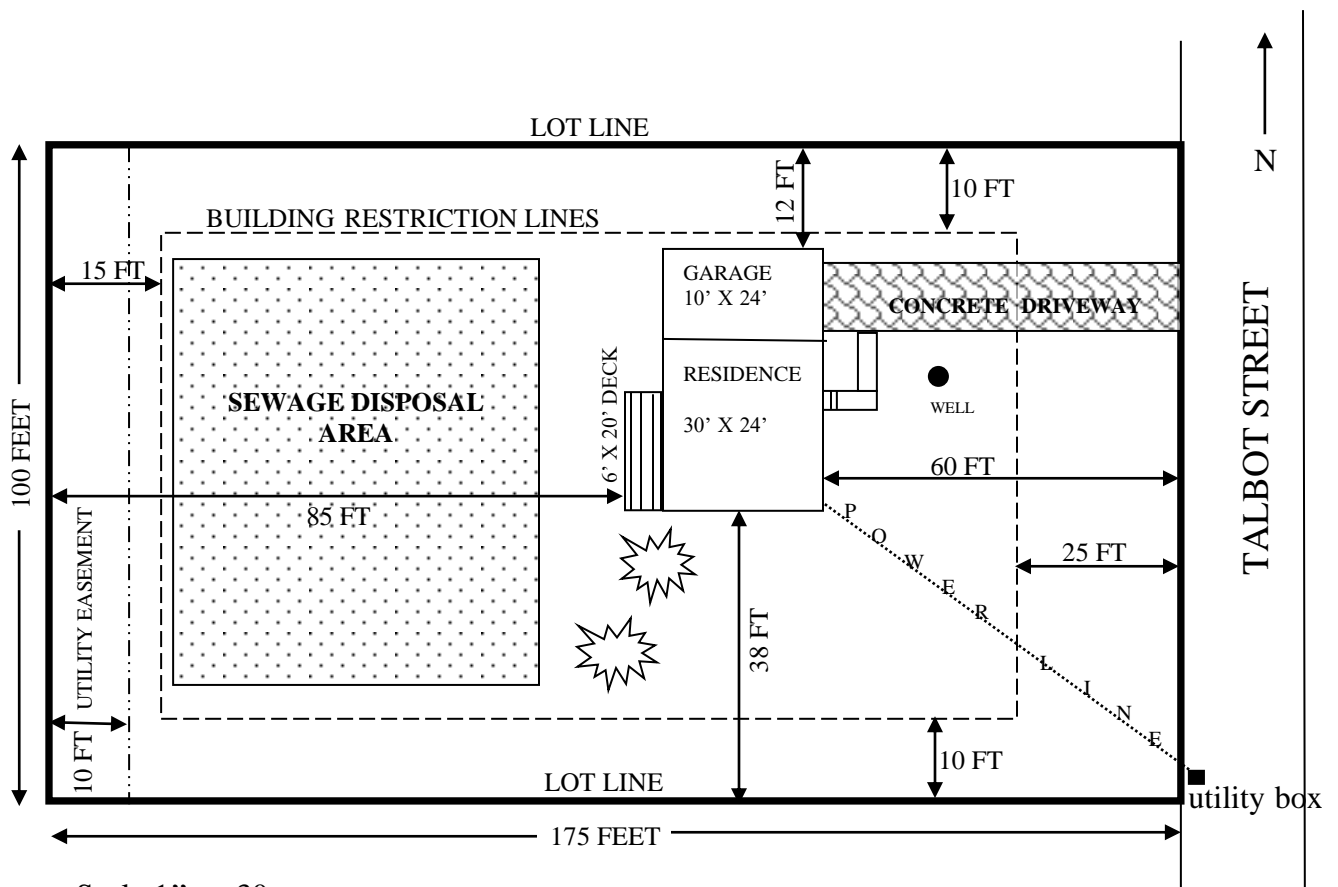 LOT LINE
N
12 FT
10 FT
BUILDING RESTRICTION LINES
15 FT
GARAGE
10' X 24'
CONCRETE DRIVEWAY
TALBOT STREET
100 FEET
6' X 20' DECK
RESIDENCE
30' X 24'
SEWAGE DISPOSAL
AREA
WELL
60 FT
85 FT
POWER LINE
25 FT
UTILITY EASEMENT
38 FT
10 FT
10 FT
LOT LINE
utility box
175 FEET